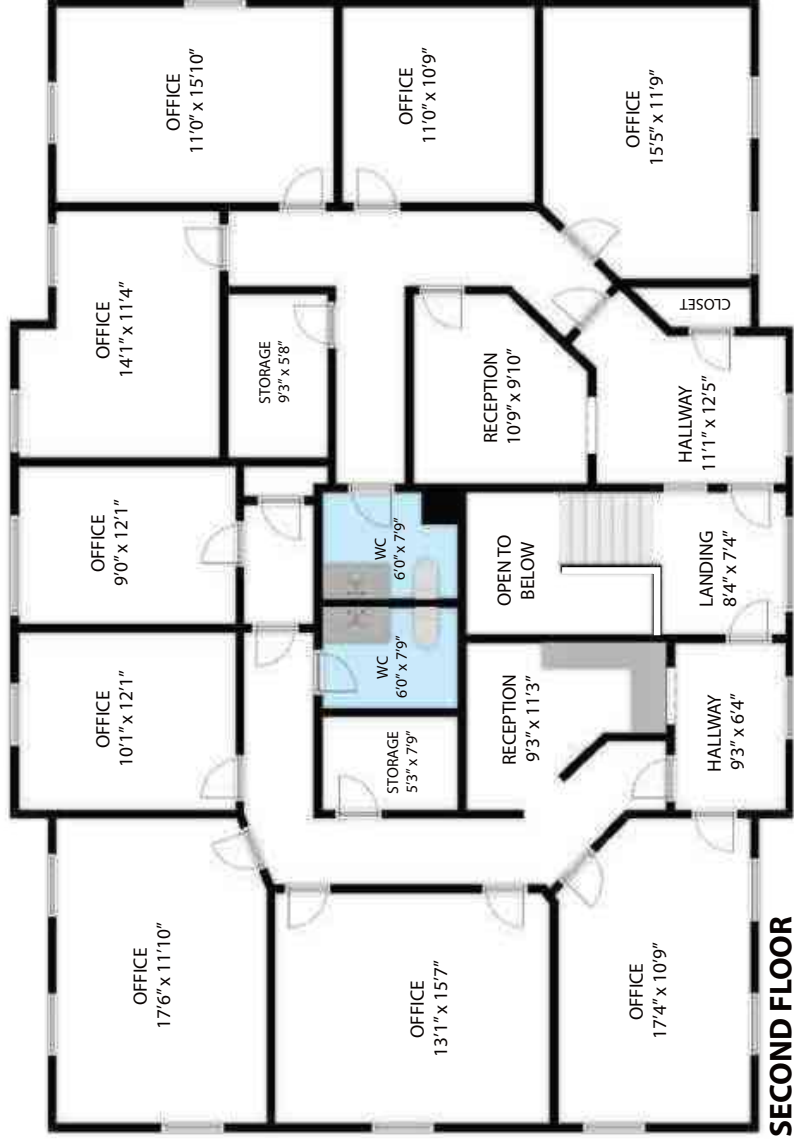 OFFICE
11'0" x 15'10"
OFFICE
11'0" x 10'9"
OFFICE
15'5" x 11'9"
OFFICE
14'1" x 11'4"
STORAGE
9'3" x 5'8"
RECEPTION
10'9" x 9'10"
CLOSET
HALLWAY
11'1" x 12'5"
OFFICE
9'0" x 12'1"
WC
6'0" x 7'9"
OPEN TO
BELOW
LANDING
8'4" x 7'4"
OFFICE
10'1" x 12'1"
WC
6'0" x 7'9"
STORAGE
5'3" x 7'9"
RECEPTION
9'3" x 11'3"
HALLWAY
9'3" x 6'4"
OFFICE
17'6" x 11'10"
OFFICE
13'1" x 15'7"
OFFICE
17'4" x 10'9"
SECOND FLOOR